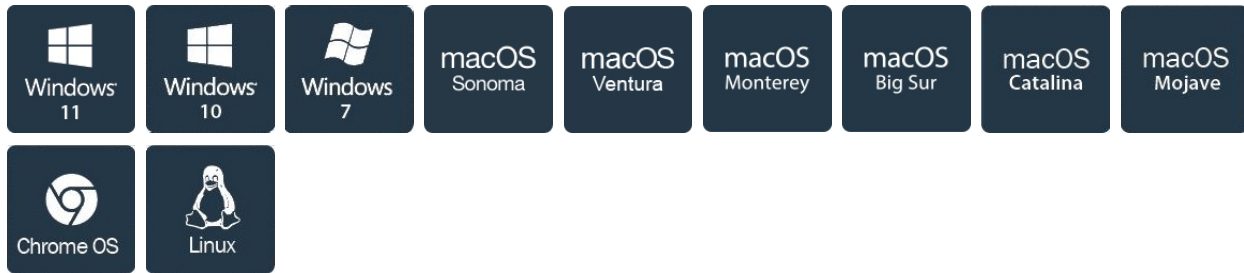 Windows
11
Windows
10
Windows
7
macOS
Sonoma
macOS
Ventura
macOS
Monterey
macOS
Big Sur
macOS
Catalina
macOS
Mojave
Chrome OS
Linux